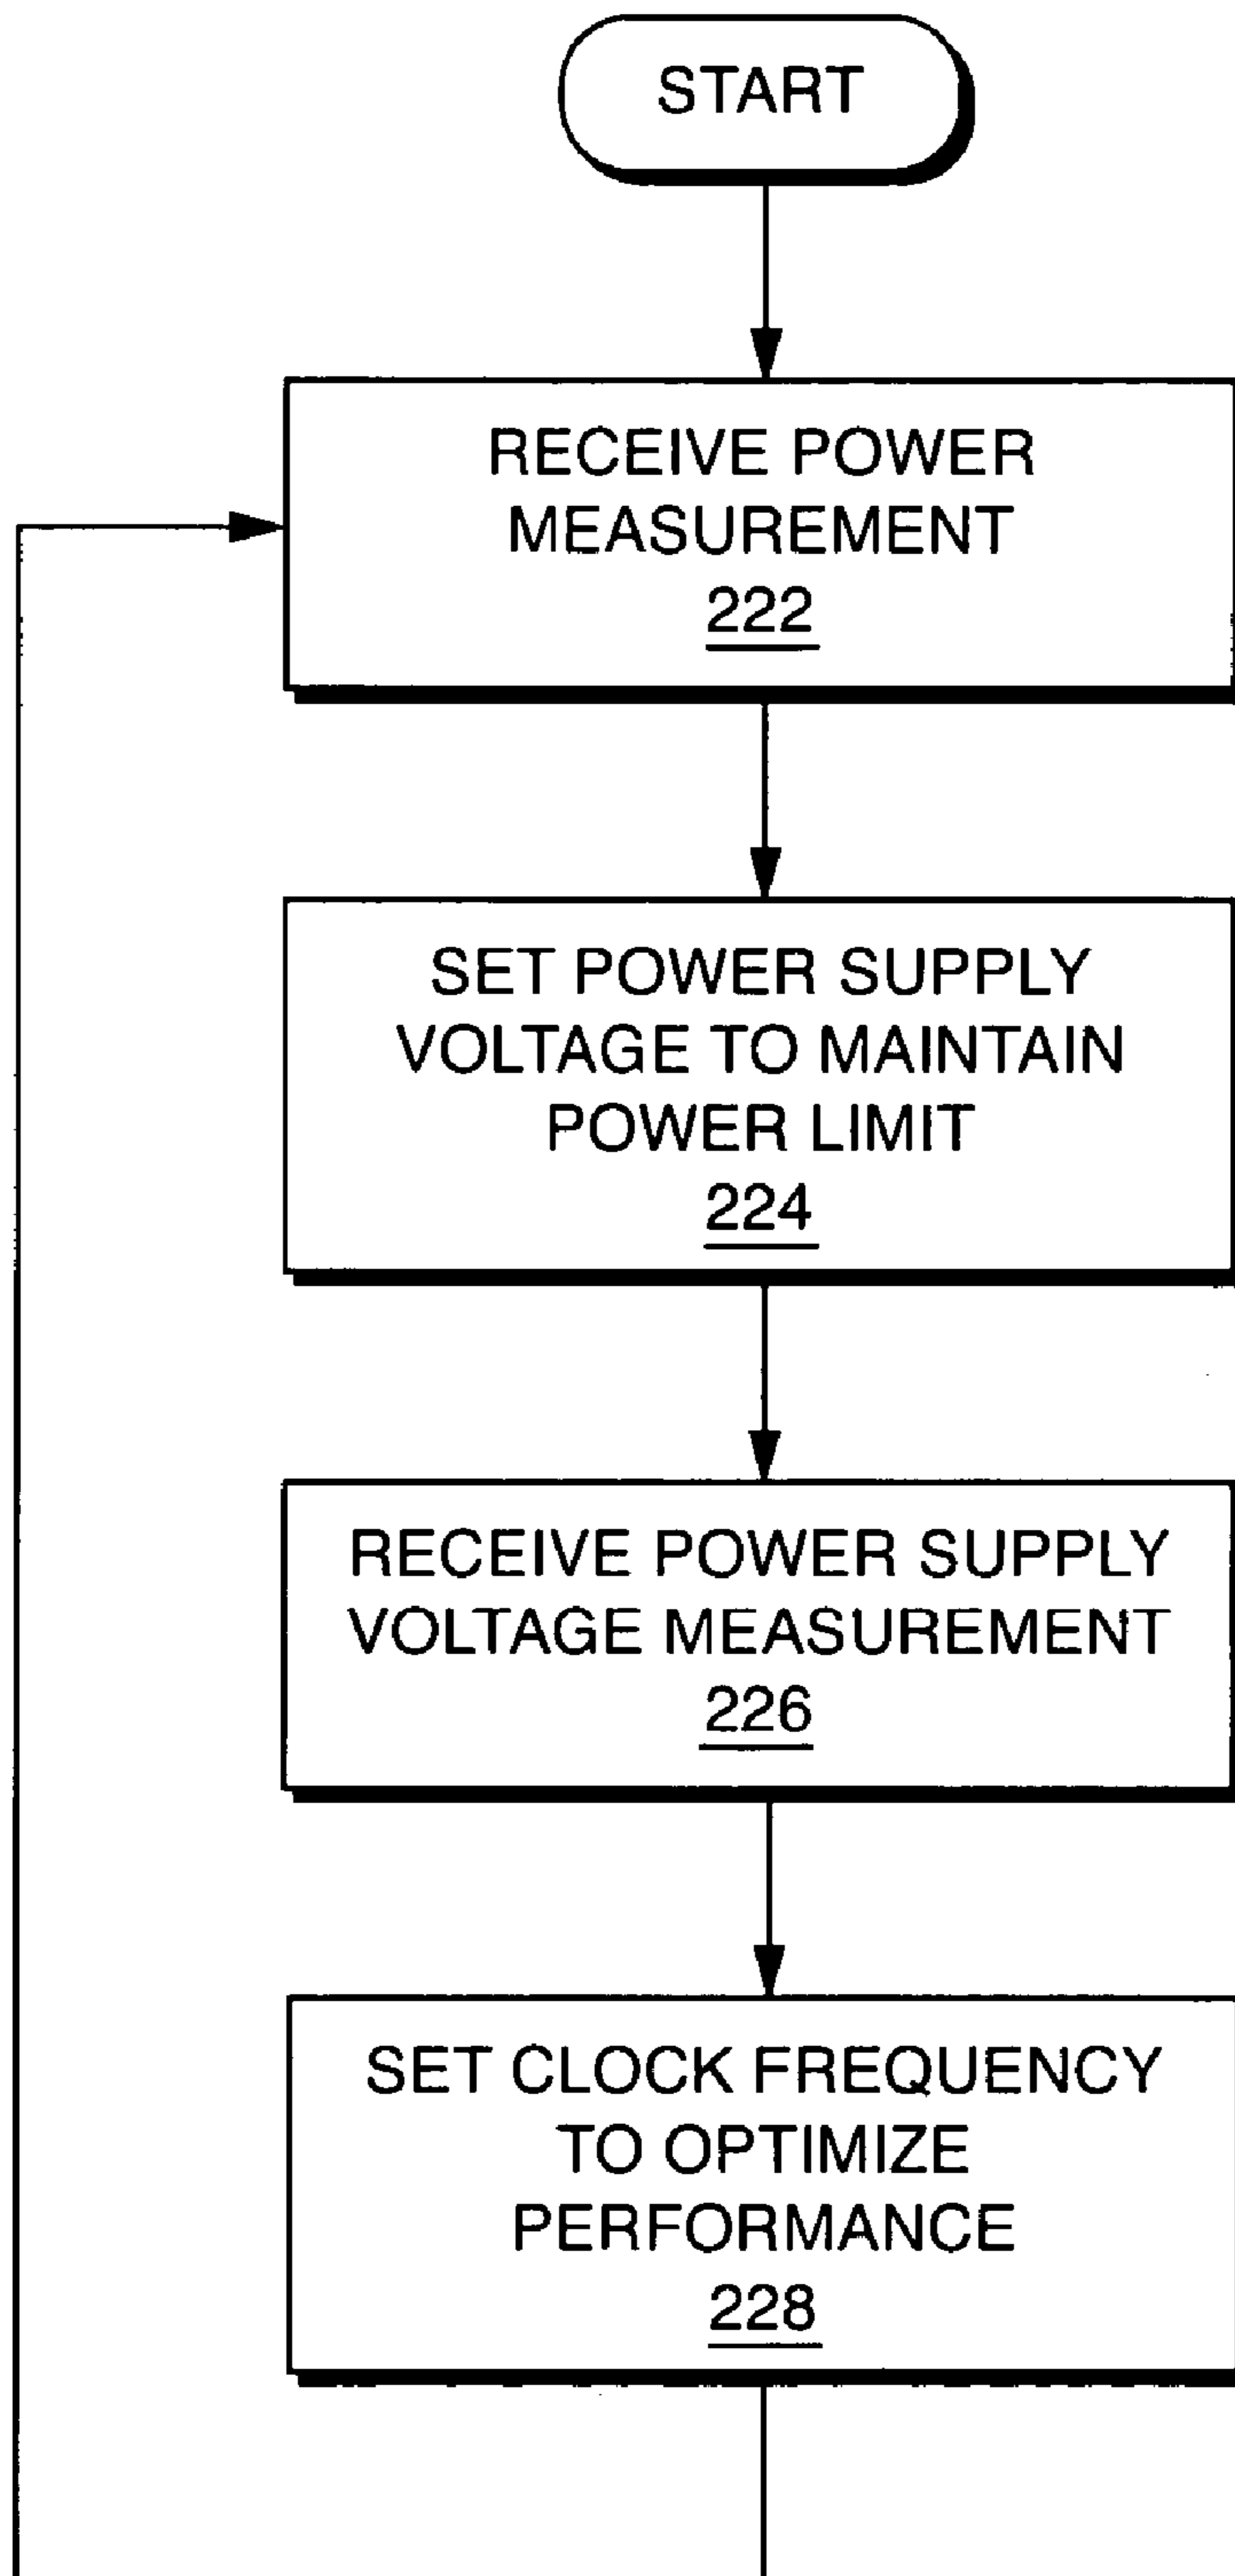 START
RECEIVE POWER
MEASUREMENT
222
SET POWER SUPPLY
VOLTAGE TO MAINTAIN
POWER LIMIT
224
RECEIVE POWER SUPPLY
VOLTAGE MEASUREMENT
226
SET CLOCK FREQUENCY
TO OPTIMIZE
PERFORMANCE
228